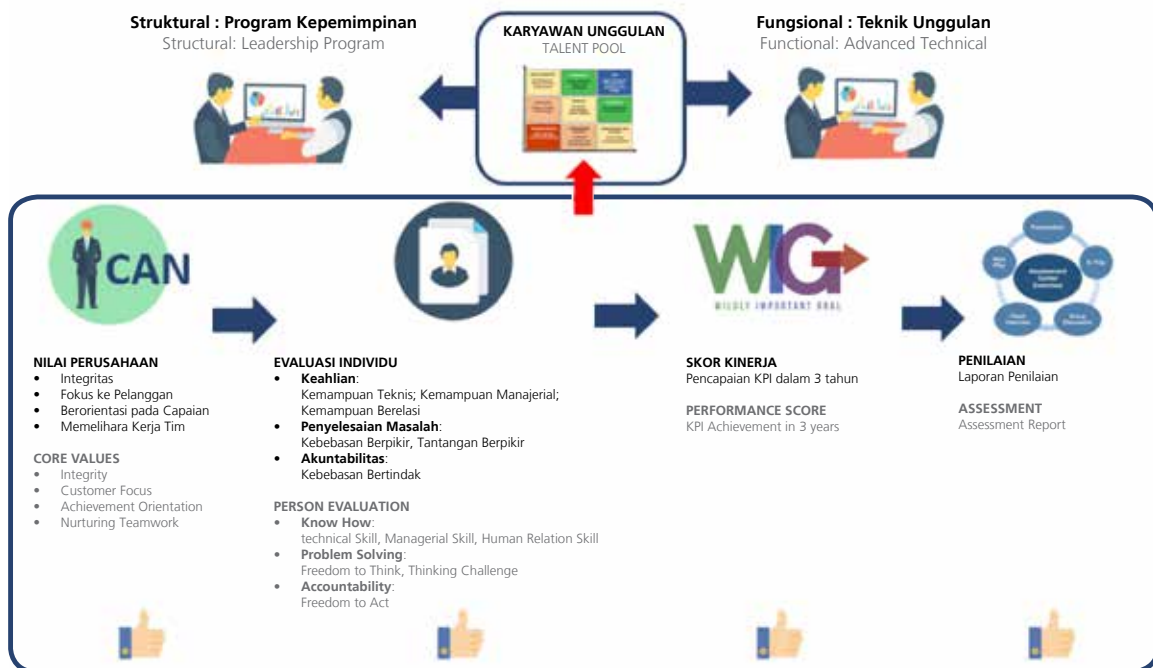 Struktural : Program Kepemimpinan
Structural: Leadership Program
KARYAWAN UNGGULAN
TALENT POOL
Fungsional : Teknik Unggulan
Functional: Advanced Technical
I CAN
WIG
WILDLY IMPORTANT GOAL
NILAI PERUSAHAAN
• Integritas
• Fokus ke Pelanggan
• Berorientasi pada Capaian
• Memelihara Kerja Tim
CORE VALUES
• Integrity
• Customer Focus
• Achievement Orientation
• Nurturing Teamwork
EVALUASI INDIVIDU
• Keahlian:
Kemampuan Teknis; Kemampuan Manajerial;
Kemampuan Berelasi
• Penyelesaian Masalah:
Kebebasan Berpikir, Tantangan Berpikir
• Akuntabilitas:
Kebebasan Bertindak
PERSON EVALUATION
• Know How:
technical Skill, Managerial Skill, Human Relation Skill
• Problem Solving:
Freedom to Think, Thinking Challenge
• Accountability:
Freedom to Act
SKOR KINERJA
Pencapaian KPI dalam 3 tahun
PERFORMANCE SCORE
KPI Achievement in 3 years
PENILAIAN
Laporan Penilaian
ASSESSMENT
Assessment Report